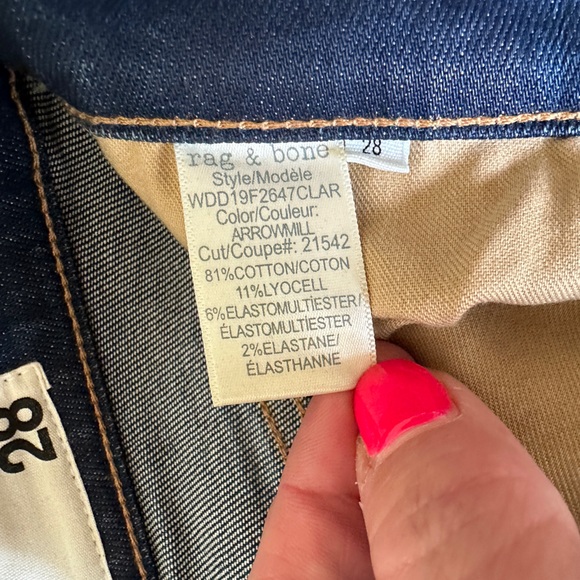 rag & bone
28
Style/Modèle
WDD19F2647CLAR
Color/Couleur:
ARROWMILL
Cut/Coupe#: 21542
81%COTTON/COTON
11%LYOCELL
6%ELASTOMULTIESTER/
ÉLASTOMULTIESTER
2%ELASTANE/
ÉLASTHANNE
28